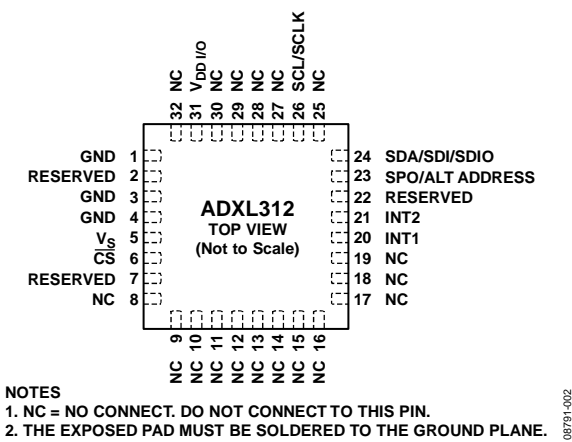 NC
V DD I/O
NC
NC
NC
NC
SCL/SCLK
NC
32
31
30
29
28
27
26
25
GND 1
RESERVED 2
GND 3
GND 4
VS 5
CS 6
RESERVED 7
NC 8
ADXL312
TOP VIEW
(Not to Scale)
24 SDA/SDI/SDIO
23 SPO/ALT ADDRESS
22 RESERVED
21 INT2
20 INT1
19 NC
18 NC
17 NC
NC 9
NC 10
NC 11
NC 12
NC 13
NC 14
NC 15
NC 16
NOTES
1. NC = NO CONNECT. DO NOT CONNECT TO THIS PIN.
2. THE EXPOSED PAD MUST BE SOLDERED TO THE GROUND PLANE.
08791-002